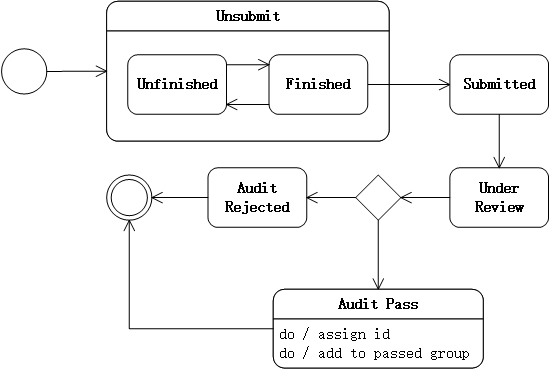 Unsubmit
Unfinished
Finished
Submitted
Audit
Rejected
Under
Review
Audit Pass
do / assign id
do / add to passed group